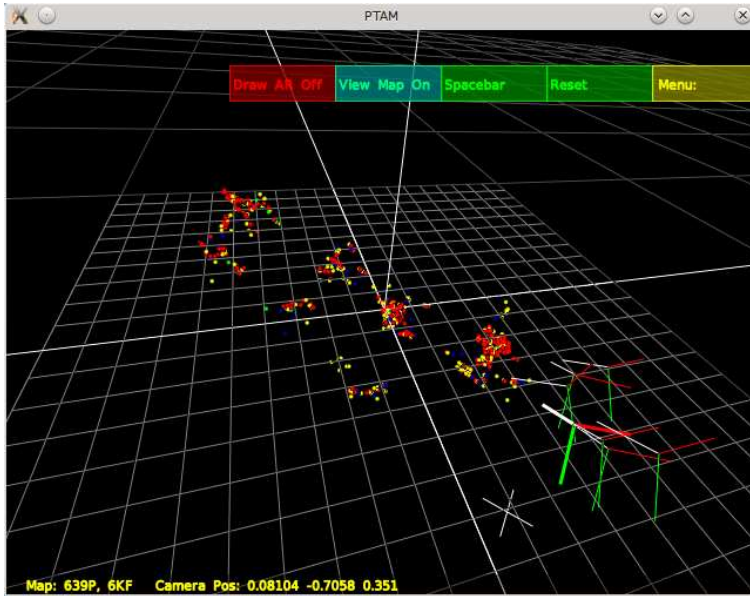 PTAM
Draw AR Off View Map On Spacebar Reset Menu:
Map: 639P, 6KF Camera Pos: 0.08104 -0.7058 0.351